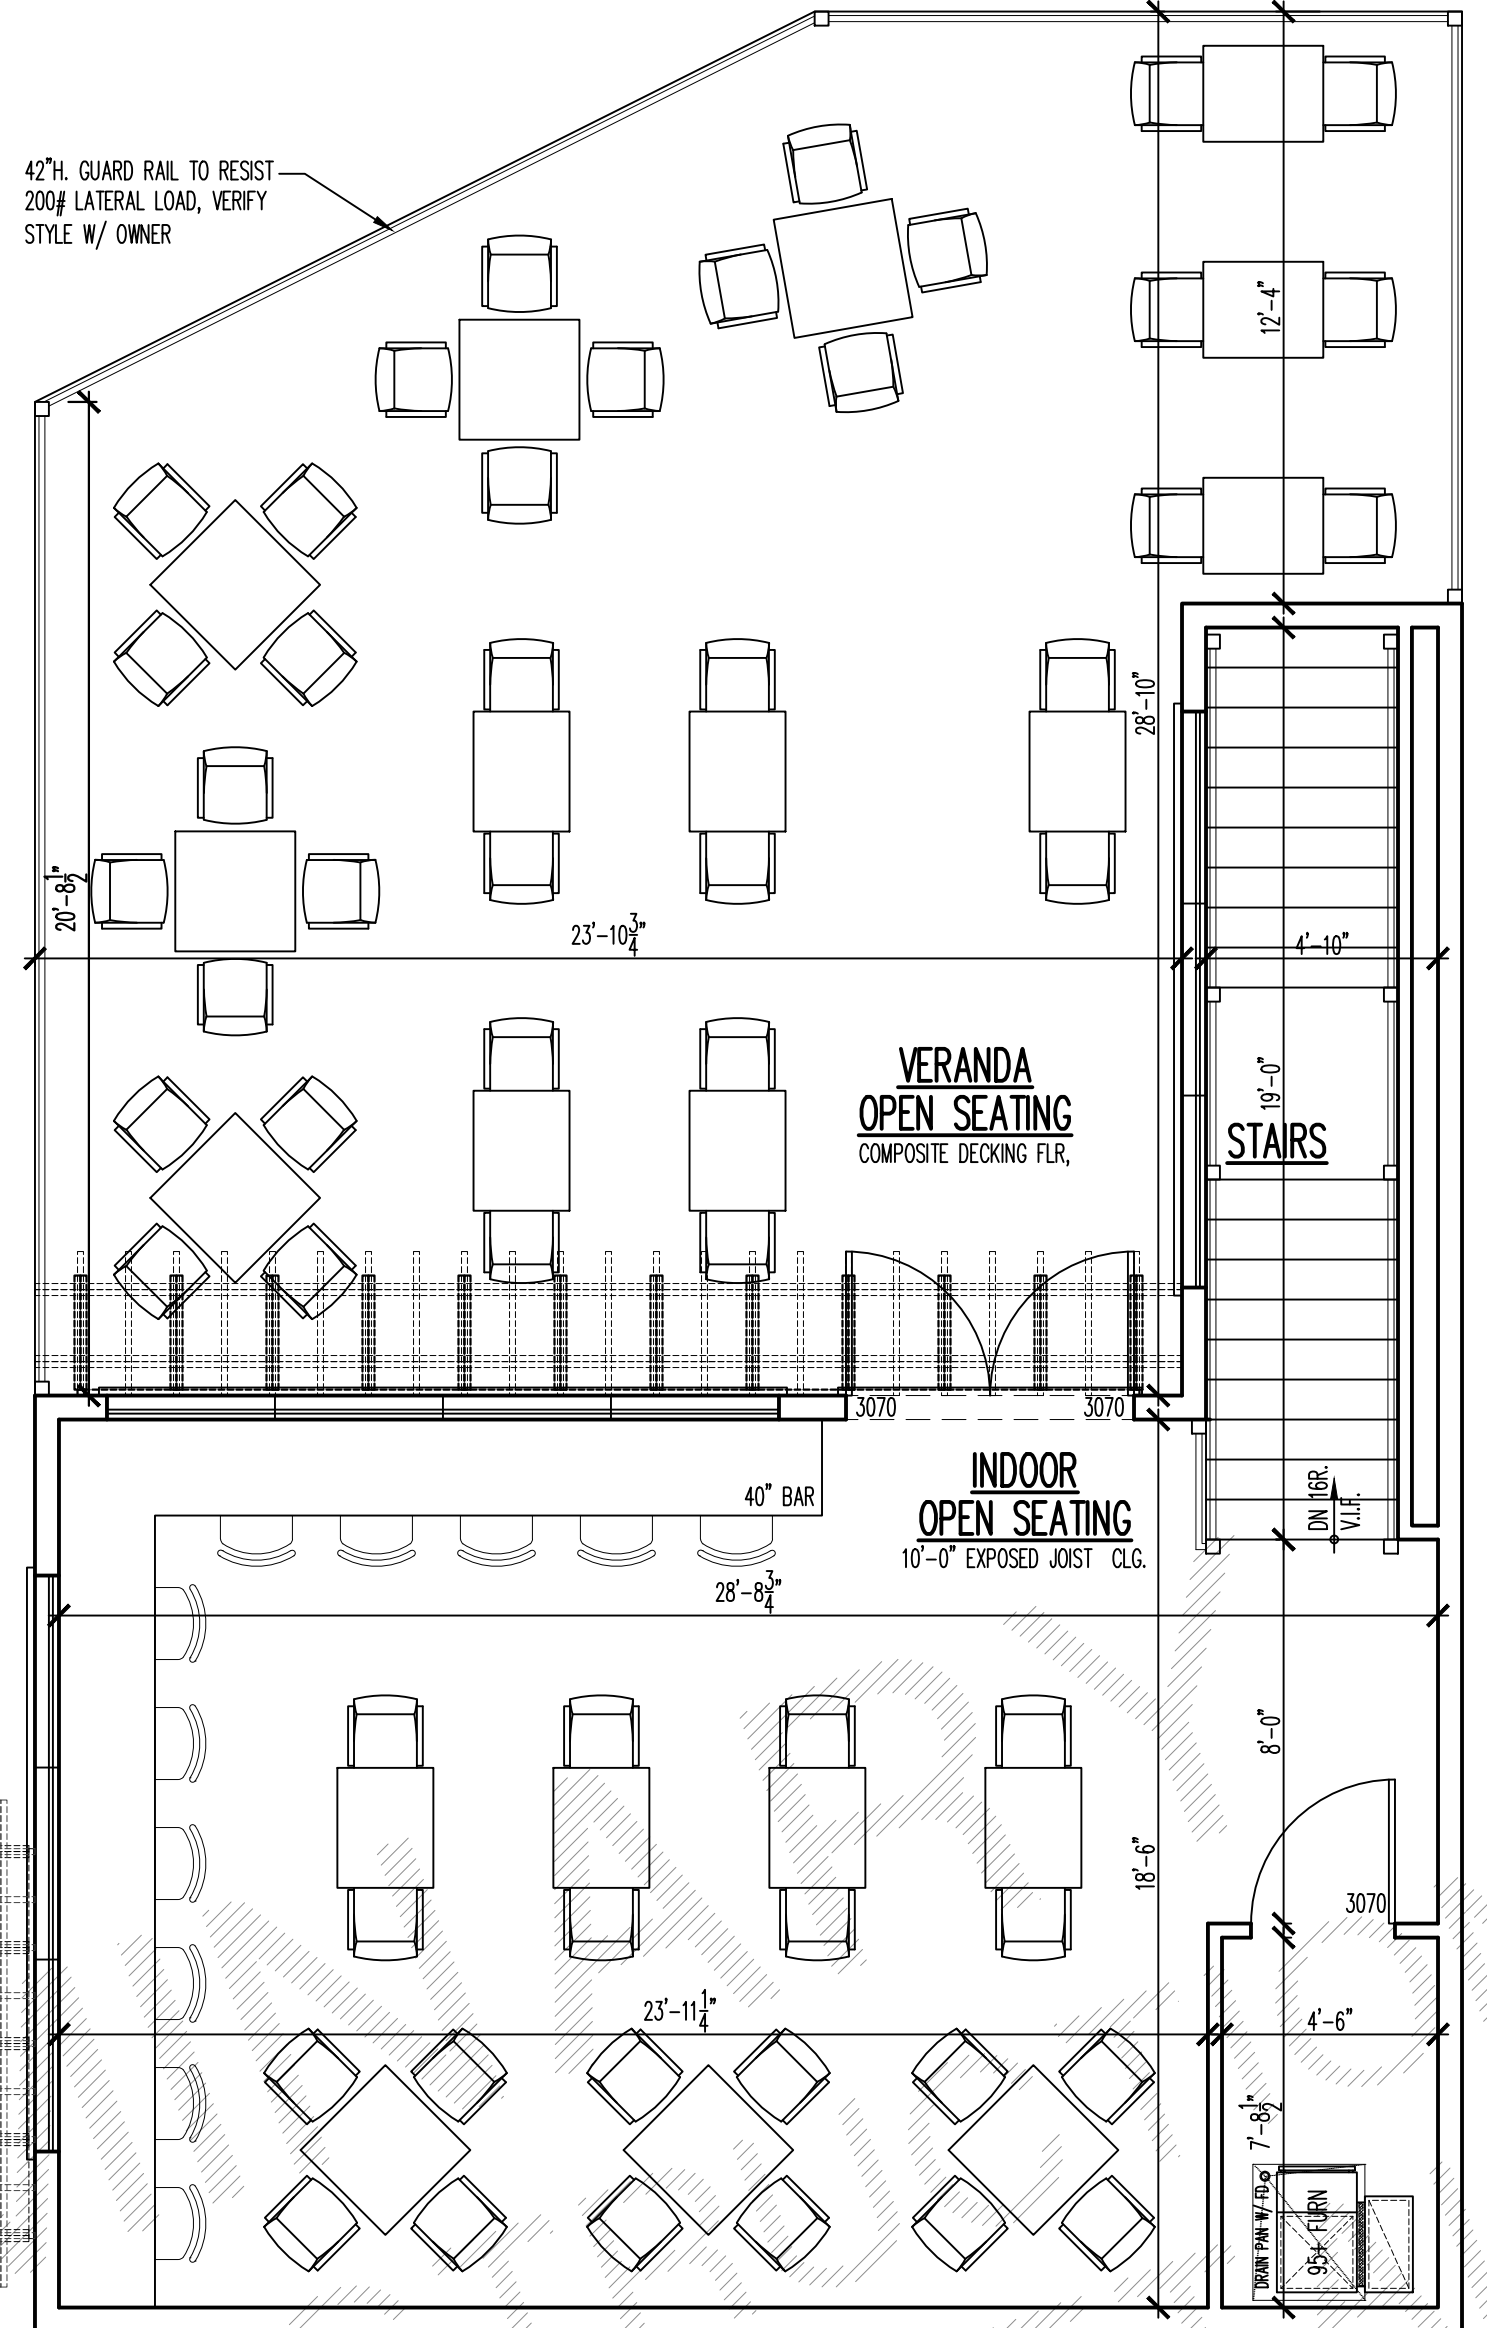 42"H. GUARD RAIL TO RESIST
200# LATERAL LOAD, VERIFY
STYLE W/ OWNER
12'-4"
28'-10"
20'-8 1/2"
23'-10 3/4"
4'-10"
VERANDA
OPEN SEATING
COMPOSITE DECKING FLR,
19'-0"
STAIRS
3070
3070
INDOOR
OPEN SEATING
10'-0" EXPOSED JOIST CLG.
40" BAR
DN 16R.
V.I.F.
28'-8 3/4"
8'-0"
18'-6"
3070
23'-11 1/4"
4'-6"
7'-8 1/2"
DRAIN PAN W/ FD
95+ FURN